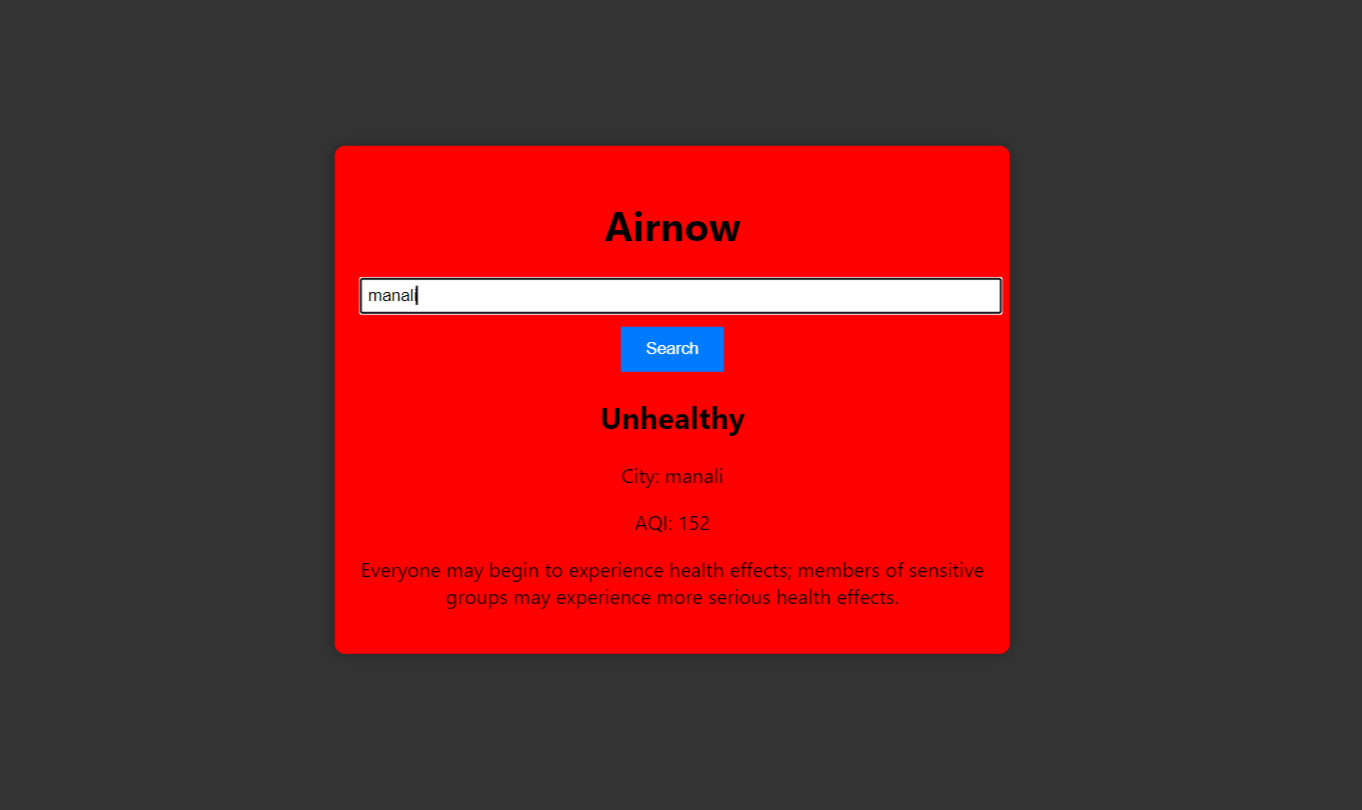 Airnow
manali
Search
Unhealthy
City: manali
AQI: 152
Everyone may begin to experience health effects; members of sensitive
groups may experience more serious health effects.